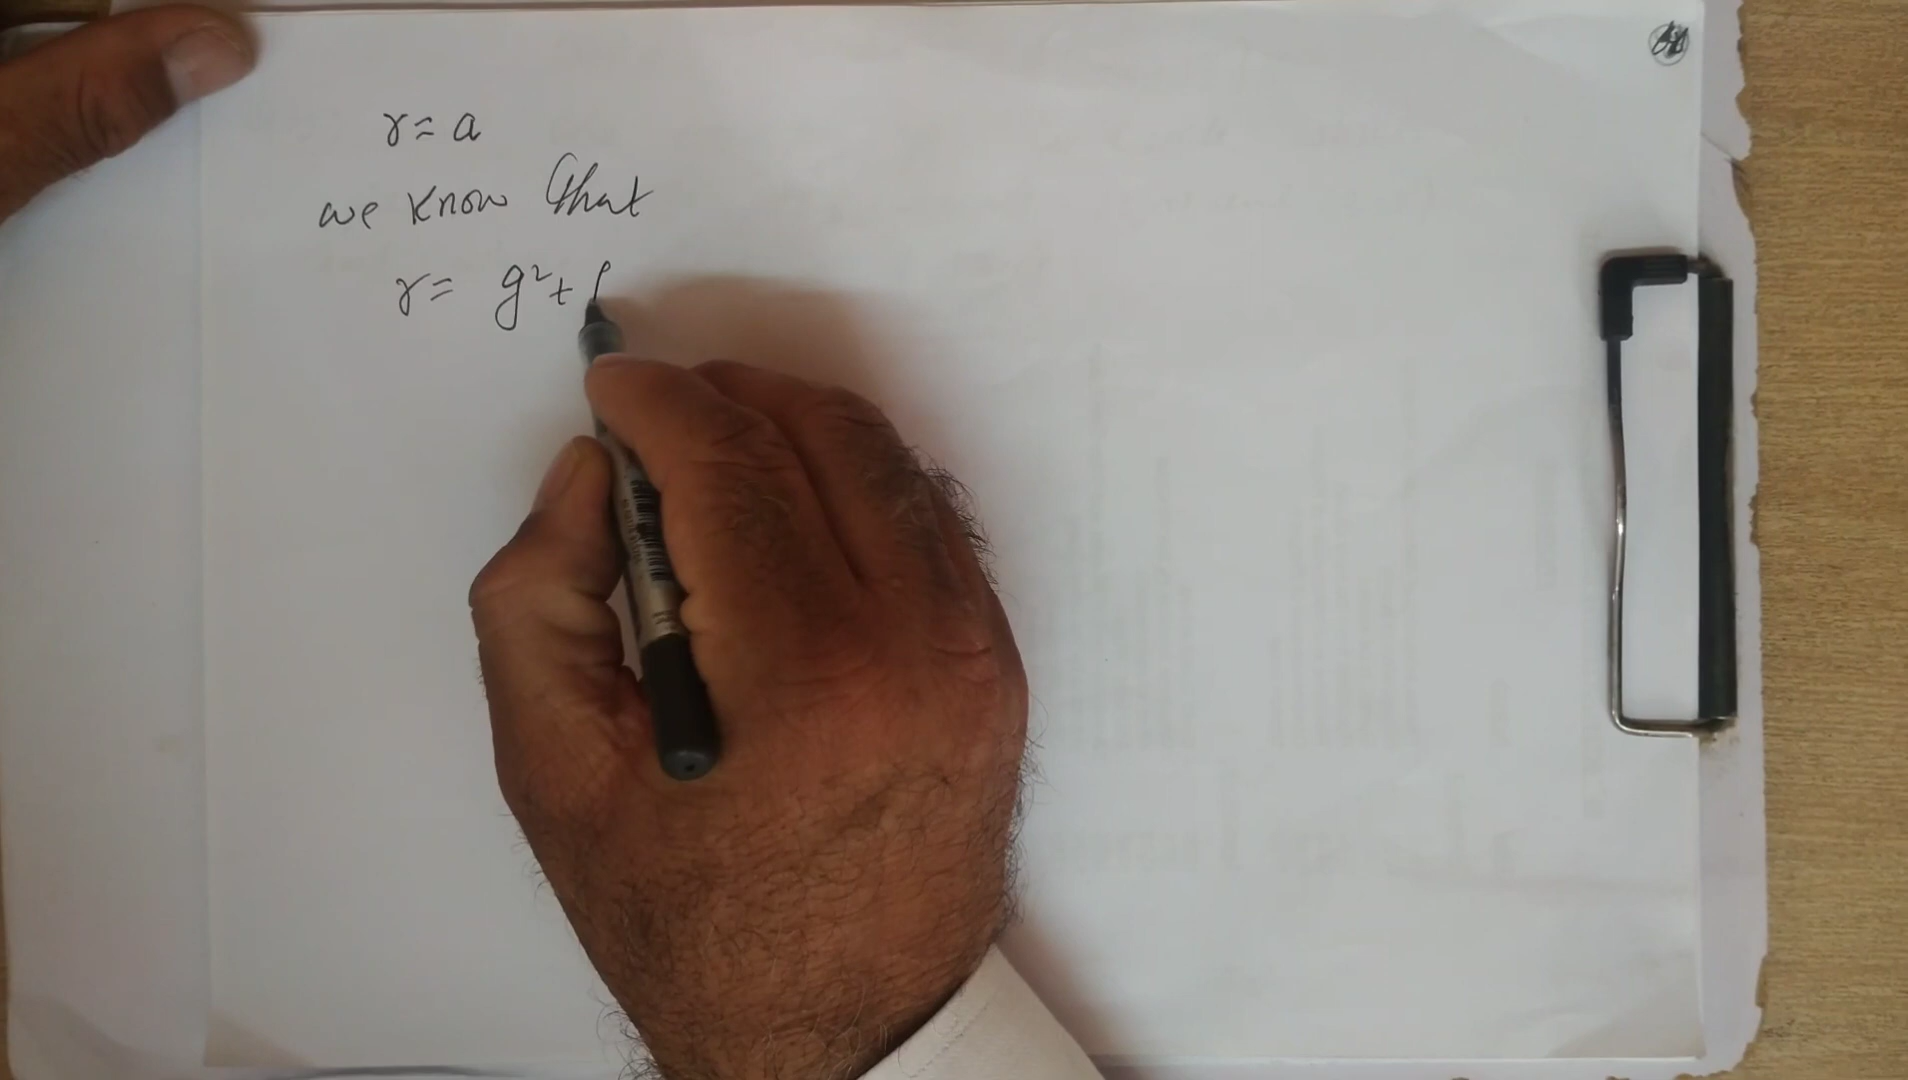 r = a
we know that
r = g² + f